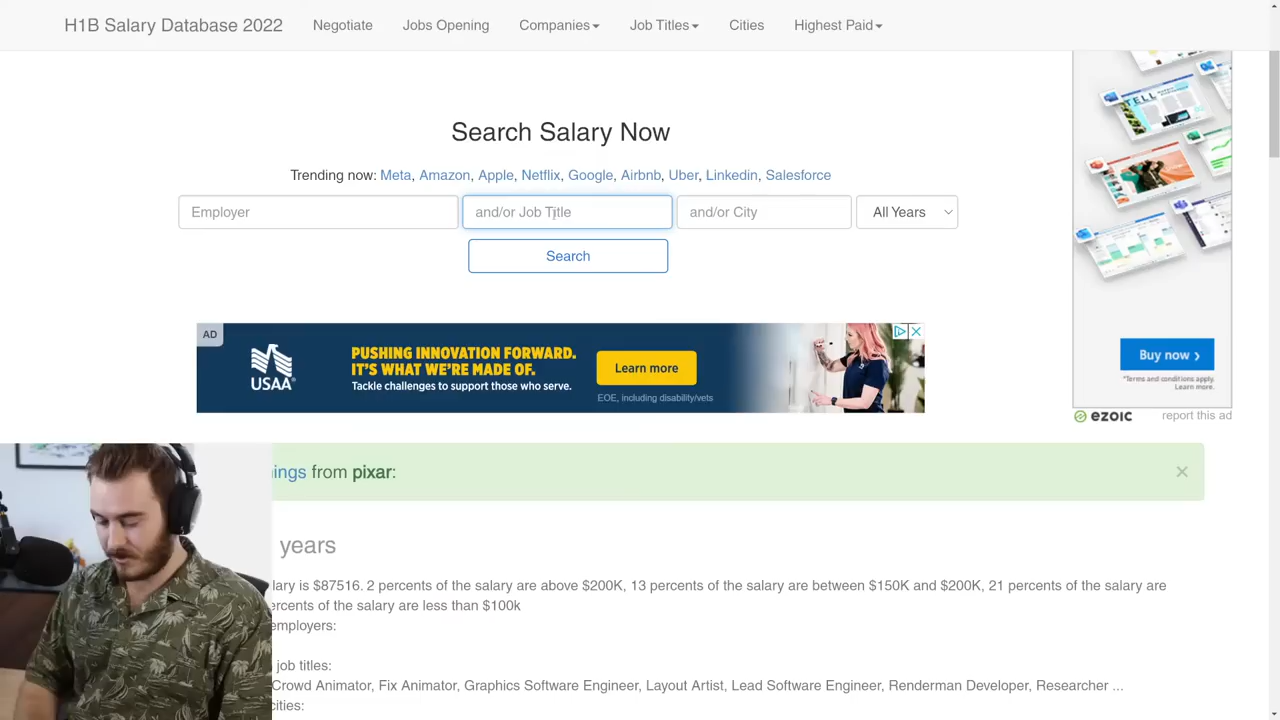 H1B Salary Database 2022 Negotiate Jobs Opening Companies Job Titles Cities Highest Paid
Search Salary Now
Trending now: Meta, Amazon, Apple, Netflix, Google, Airbnb, Uber, Linkedin, Salesforce
Employer and/or Job Title and/or City All Years
Search
AD
USAA
PUSHING INNOVATION FORWARD.
IT'S WHAT WE'RE MADE OF.
Tackle challenges to support those who serve.
Learn more
EOE, including disability/vets
TELL
Buy now
*Terms and conditions apply.
Learn more.
ezoic report this ad
nings from pixar:
years
lary is $87516. 2 percents of the salary are above $200K, 13 percents of the salary are between $150K and $200K, 21 percents of the salary are
ercents of the salary are less than $100k
employers:
job titles:
Crowd Animator, Fix Animator, Graphics Software Engineer, Layout Artist, Lead Software Engineer, Renderman Developer, Researcher ...
cities: